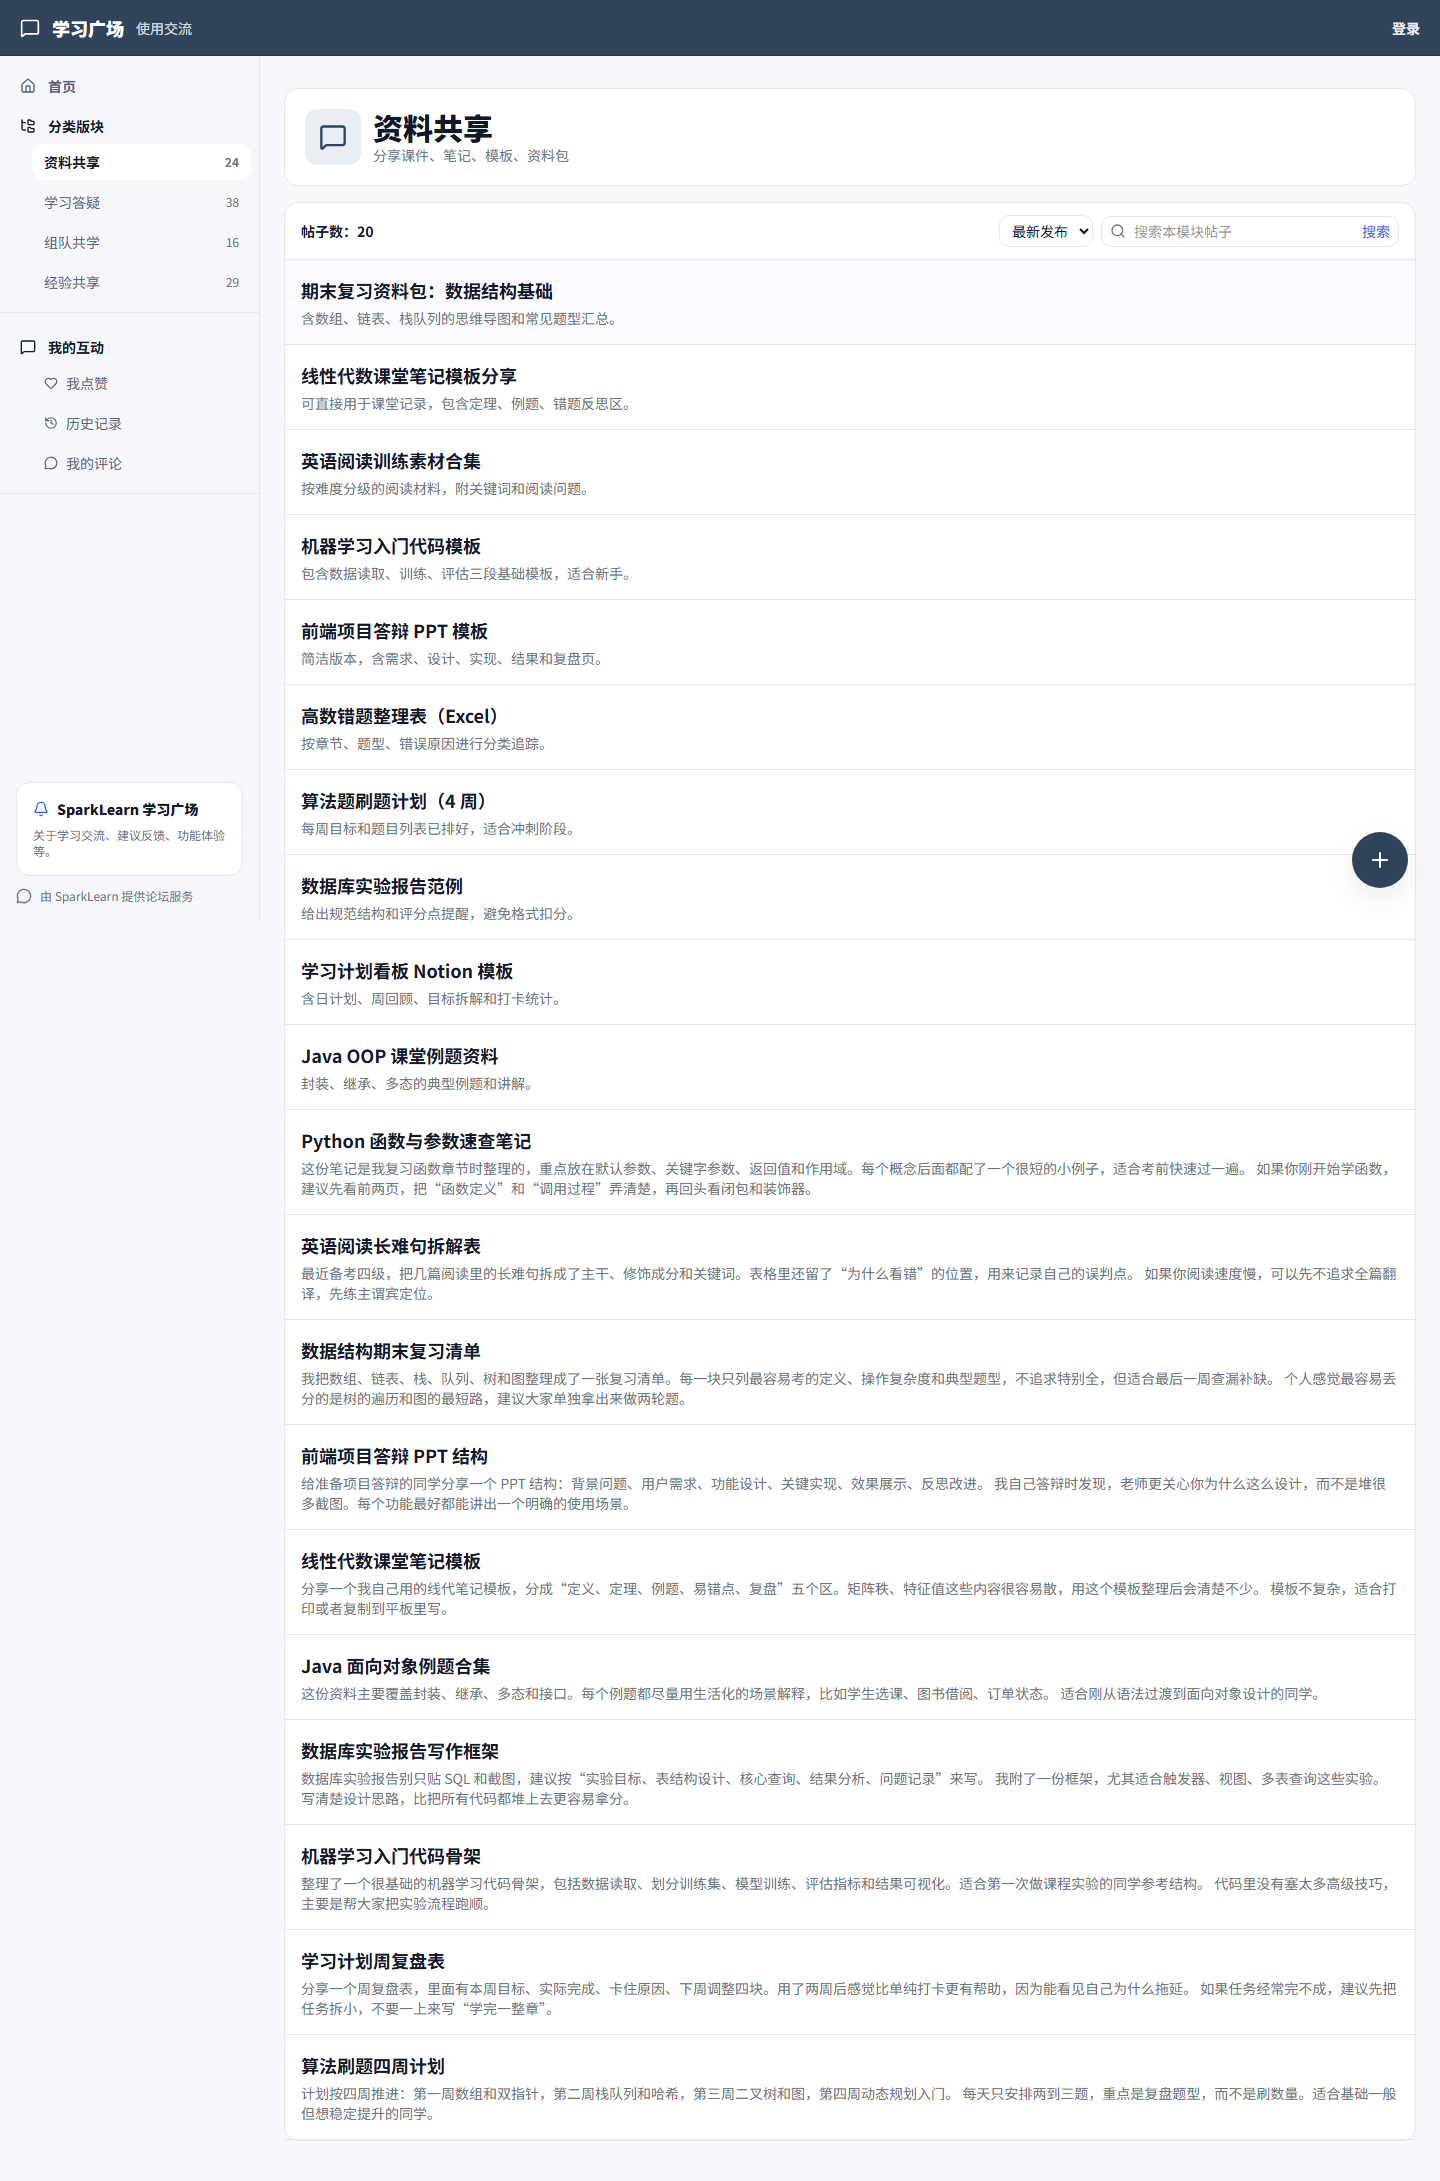 学习广场 使用交流
登录
首页
分类版块
资料共享 24
学习答疑 38
组队共学 16
经验共享 29
我的互动
我点赞
历史记录
我的评论
SparkLearn 学习广场
关于学习交流、建议反馈、功能体验
等。
由 SparkLearn 提供论坛服务
资料共享
分享课件、笔记、模板、资料包
帖子数：20
最新发布
搜索本模块帖子 搜索
期末复习资料包：数据结构基础
含数组、链表、栈队列的思维导图和常见题型汇总。
线性代数课堂笔记模板分享
可直接用于课堂记录，包含定理、例题、错题反思区。
英语阅读训练素材合集
按难度分级的阅读材料，附关键词和阅读问题。
机器学习入门代码模板
包含数据读取、训练、评估三段基础模板，适合新手。
前端项目答辩 PPT 模板
简洁版本，含需求、设计、实现、结果和复盘页。
高数错题整理表（Excel）
按章节、题型、错误原因进行分类追踪。
算法题刷题计划（4 周）
每周目标和题目列表已排好，适合冲刺阶段。
数据库实验报告范例
给出规范结构和评分点提醒，避免格式扣分。
学习计划看板 Notion 模板
含日计划、周回顾、目标拆解和打卡统计。
Java OOP 课堂例题资料
封装、继承、多态的典型例题和讲解。
Python 函数与参数速查笔记
这份笔记是我复习函数章节时整理的，重点放在默认参数、关键字参数、返回值和作用域。每个概念后面都配了一个很短的小例子，适合考前快速过一遍。 如果你刚开始学函数，
建议先看前两页，把“函数定义”和“调用过程”弄清楚，再回头看闭包和装饰器。
英语阅读长难句拆解表
最近备考四级，把几篇阅读里的长难句拆成了主干、修饰成分和关键词。表格里还留了“为什么看错”的位置，用来记录自己的误判点。 如果你阅读速度慢，可以先不追求全篇翻
译，先练主谓宾定位。
数据结构期末复习清单
我把数组、链表、栈、队列、树和图整理成了一张复习清单。每一块只列最容易考的定义、操作复杂度和典型题型，不追求特别全，但适合最后一周查漏补缺。 个人感觉最容易丢
分的是树的遍历和图的最短路，建议大家单独拿出来做两轮题。
前端项目答辩 PPT 结构
给准备项目答辩的同学分享一个 PPT 结构：背景问题、用户需求、功能设计、关键实现、效果展示、反思改进。 我自己答辩时发现，老师更关心你为什么这么设计，而不是堆很
多截图。每个功能最好都能讲出一个明确的使用场景。
线性代数课堂笔记模板
分享一个我自己用的线代笔记模板，分成“定义、定理、例题、易错点、复盘”五个区。矩阵秩、特征值这些内容很容易散，用这个模板整理后会清楚不少。 模板不复杂，适合打
印或者复制到平板里写。
Java 面向对象例题合集
这份资料主要覆盖封装、继承、多态和接口。每个例题都尽量用生活化的场景解释，比如学生选课、图书借阅、订单状态。 适合刚从语法过渡到面向对象设计的同学。
数据库实验报告写作框架
数据库实验报告别只贴 SQL 和截图，建议按“实验目标、表结构设计、核心查询、结果分析、问题记录”来写。 我附了一份框架，尤其适合触发器、视图、多表查询这些实验。
写清楚设计思路，比把所有代码都堆上去更容易拿分。
机器学习入门代码骨架
整理了一个很基础的机器学习代码骨架，包括数据读取、划分训练集、模型训练、评估指标和结果可视化。适合第一次做课程实验的同学参考结构。 代码里没有塞太多高级技巧，
主要是帮大家把实验流程跑顺。
学习计划周复盘表
分享一个周复盘表，里面有本周目标、实际完成、卡住原因、下周调整四块。用了两周后感觉比单纯打卡更有帮助，因为能看见自己为什么拖延。 如果任务经常完不成，建议先把
任务拆小，不要一上来写“学完一整章”。
算法刷题四周计划
计划按四周推进：第一周数组和双指针，第二周栈队列和哈希，第三周二叉树和图，第四周动态规划入门。 每天只安排两到三题，重点是复盘题型，而不是刷数量。适合基础一般
但想稳定提升的同学。